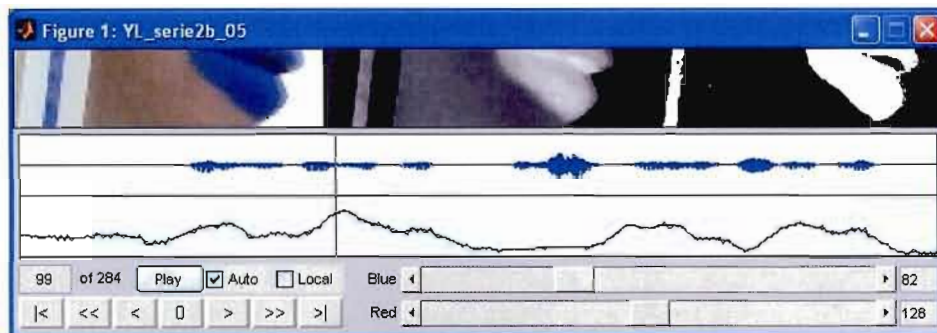 Figure 1: YL_serie2b_05
99 of 284 Play Auto Local Blue 82
|< << < 0 > >> >| Red 128